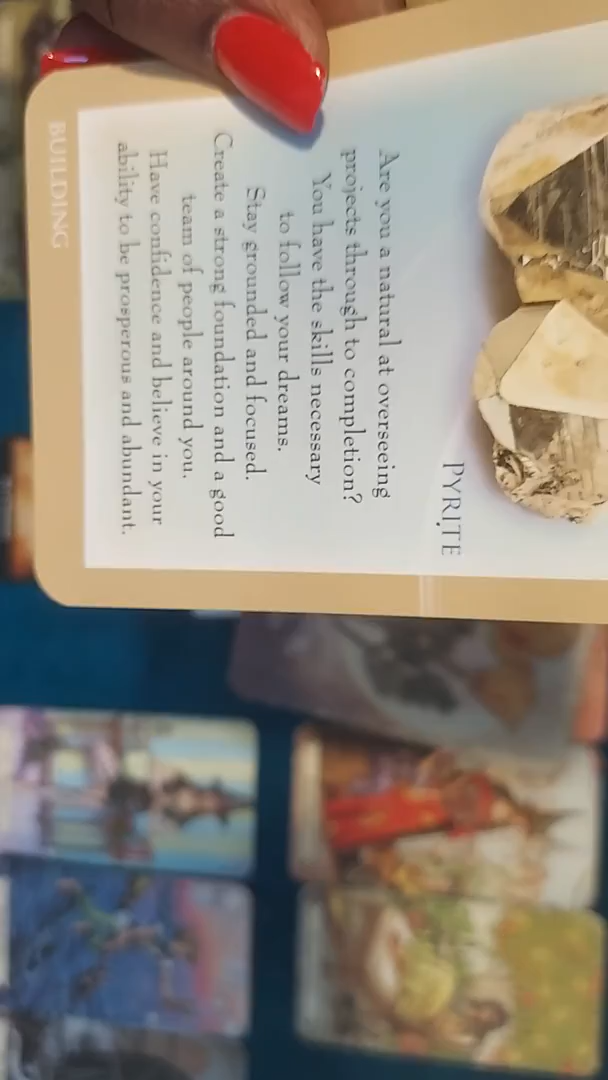 PYRITE
Are you a natural at overseeing
projects through to completion?
You have the skills necessary
to follow your dreams.
Stay grounded and focused.
Create a strong foundation and a good
team of people around you.
Have confidence and believe in your
ability to be prosperous and abundant.
BUILDING